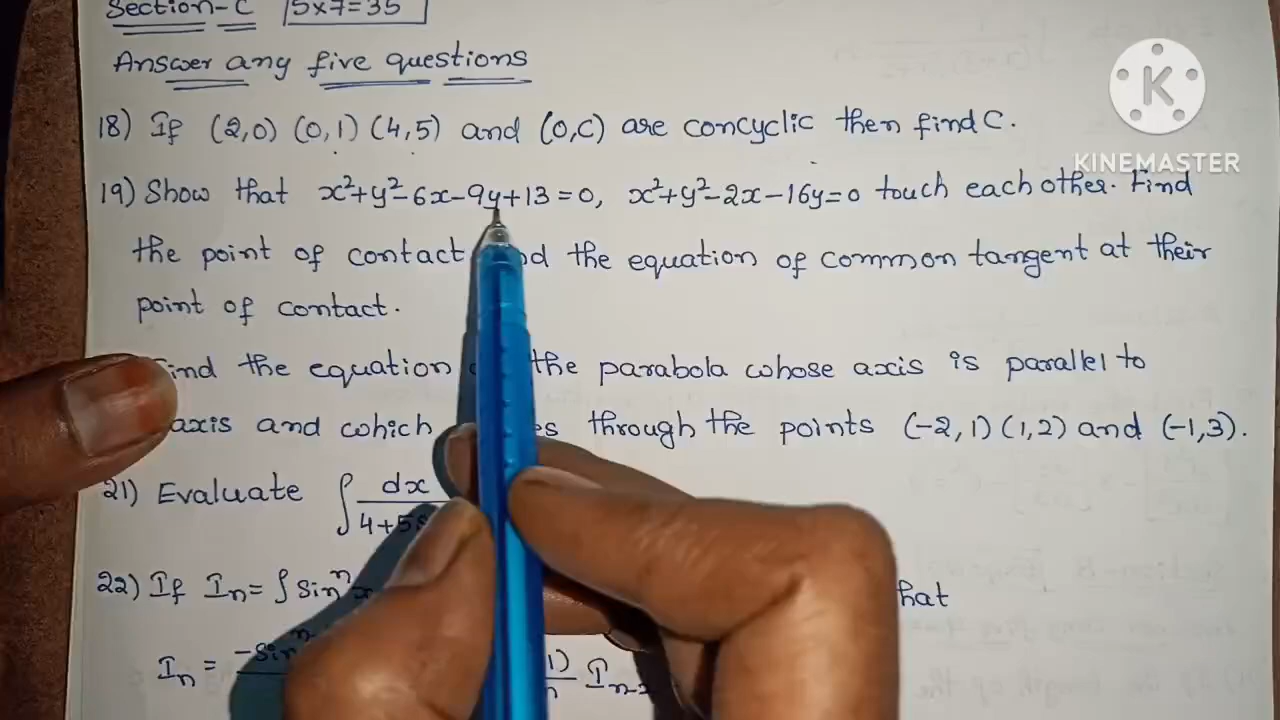 Section-C 5x7=35
Answer any five questions
18) If (2,0) (0,1) (4,5) and (0,C) are concyclic then find C.
K
KINEMASTER
19) Show that x²+y²-6x-9y+13=0, x²+y²-2x-16y=0 touch each other. Find
the point of contact the equation of common tangent at their
point of contact.
the equation the parabola whose axis is parallel to
axis and which through the points (-2,1) (1,2) and (-1,3).
21) Evaluate ∫ dx
4+5
22) If Iₙ = ∫ Sinⁿ
Iₙ =